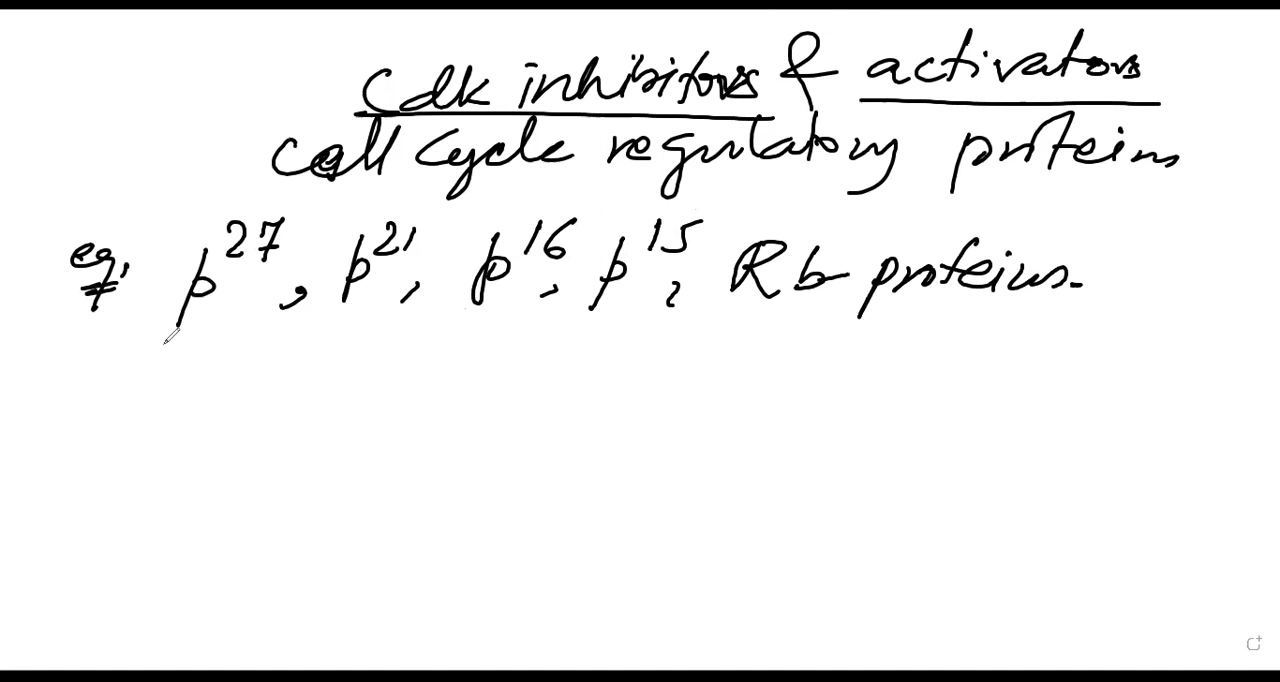 Cdk inhibitors & activators
Cell cycle regulatory proteins
eg, p27, p21, p16, p15, Rb proteins.